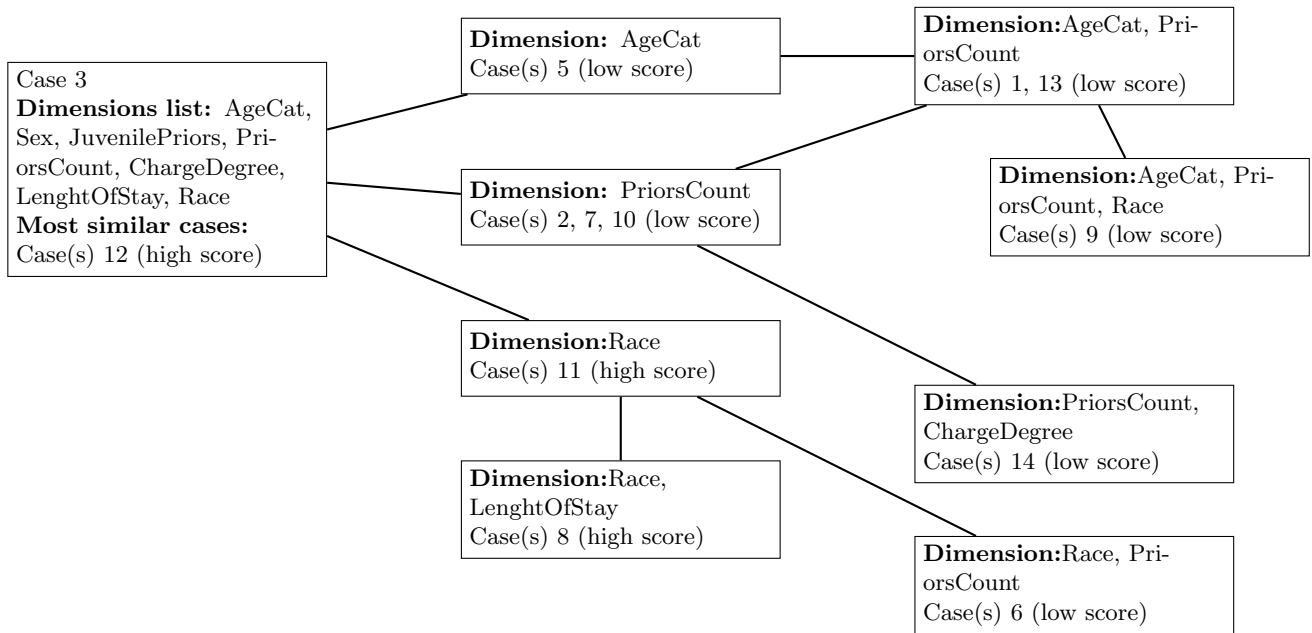 Case 3
Dimensions list: AgeCat,
Sex, JuvenilePriors, Pri-
orsCount, ChargeDegree,
LenghtOfStay, Race
Most similar cases:
Case(s) 12 (high score)
Dimension: AgeCat
Case(s) 5 (low score)
Dimension: PriorsCount
Case(s) 2, 7, 10 (low score)
Dimension:Race
Case(s) 11 (high score)
Dimension:Race,
LenghtOfStay
Case(s) 8 (high score)
Dimension:AgeCat, Pri-
orsCount
Case(s) 1, 13 (low score)
Dimension:AgeCat, Pri-
orsCount, Race
Case(s) 9 (low score)
Dimension:PriorsCount,
ChargeDegree
Case(s) 14 (low score)
Dimension:Race, Pri-
orsCount
Case(s) 6 (low score)